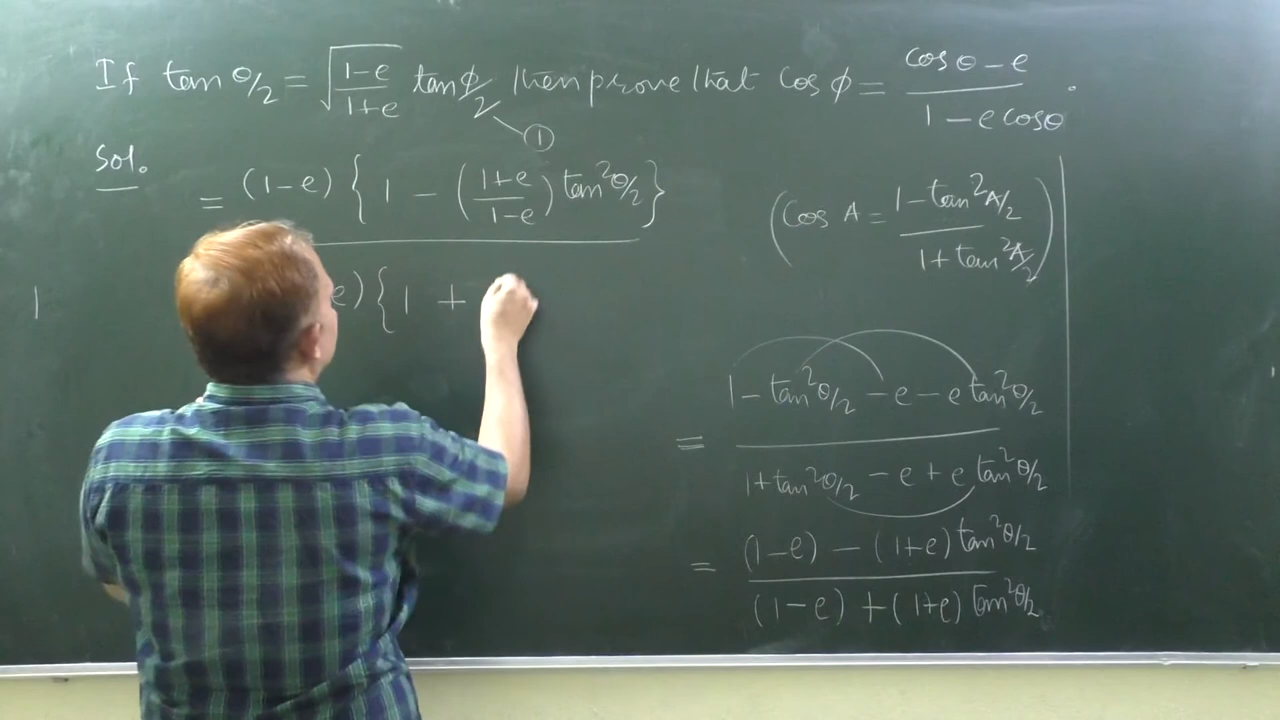 If tan θ/2 = √((1-e)/(1+e)) tan ϕ/2 then prove that cos ϕ = (cos θ - e)/(1 - e cos θ) .
①
Sol.
= (1-e) { 1 - ((1+e)/(1-e)) tan²θ/2 }
e) { 1 +
1
(Cos A = (1 - tan² A/2)/(1 + tan² A/2))
= (1 - tan²θ/2 - e - e tan²θ/2)/(1 + tan²θ/2 - e + e tan²θ/2)
= ((1-e) - (1+e) tan²θ/2)/((1-e) + (1+e) tan²θ/2)